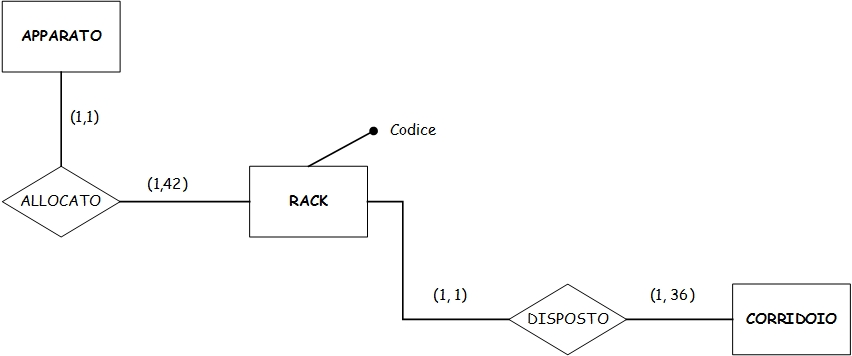 APPARATO
(1,1)
Codice
ALLOCATO
(1,42)
RACK
(1, 1)
(1, 36)
DISPOSTO
CORRIDOIO